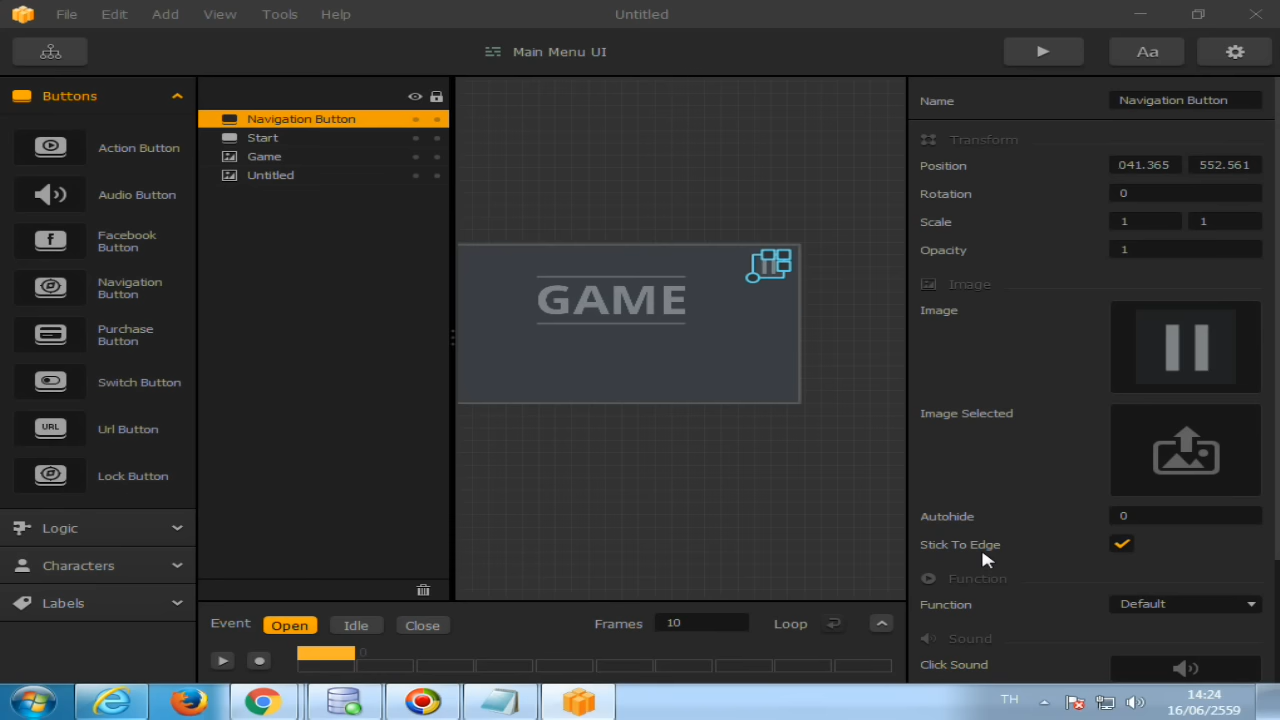 File Edit Add View Tools Help Untitled
Main Menu UI Aa
Buttons
Action Button
Audio Button
Facebook
Button
Navigation
Button
Purchase
Button
Switch Button
URL Url Button
Lock Button
Logic
Characters
Labels
Navigation Button
Start
Game
Untitled
GAME
Name Navigation Button
Transform
Position 041.365 552.561
Rotation 0
Scale 1 1
Opacity 1
Image
Image
Image Selected
Autohide 0
Stick To Edge
Function
Function Default
Sound
Click Sound
Event Open Idle Close Frames 10 Loop
0
TH 14:24
16/06/2559